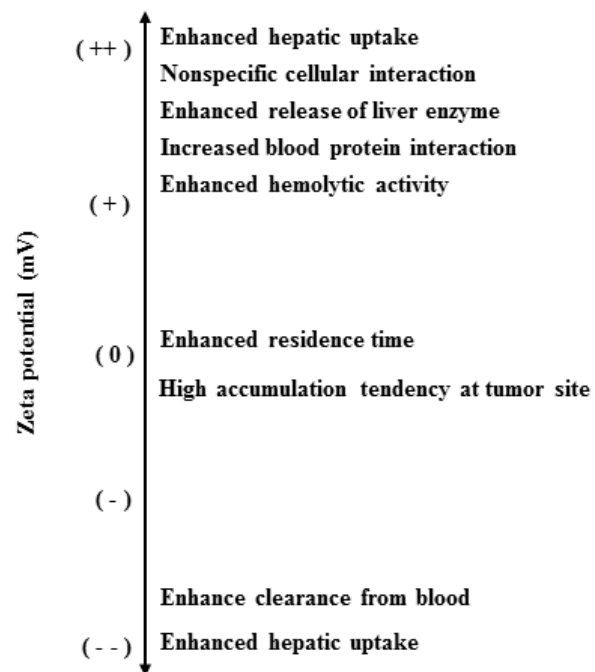 Zeta potential (mV)
( ++ )
Enhanced hepatic uptake
Nonspecific cellular interaction
Enhanced release of liver enzyme
Increased blood protein interaction
Enhanced hemolytic activity
( + )
Enhanced residence time
( 0 )
High accumulation tendency at tumor site
( - )
Enhance clearance from blood
Enhanced hepatic uptake
( - - )